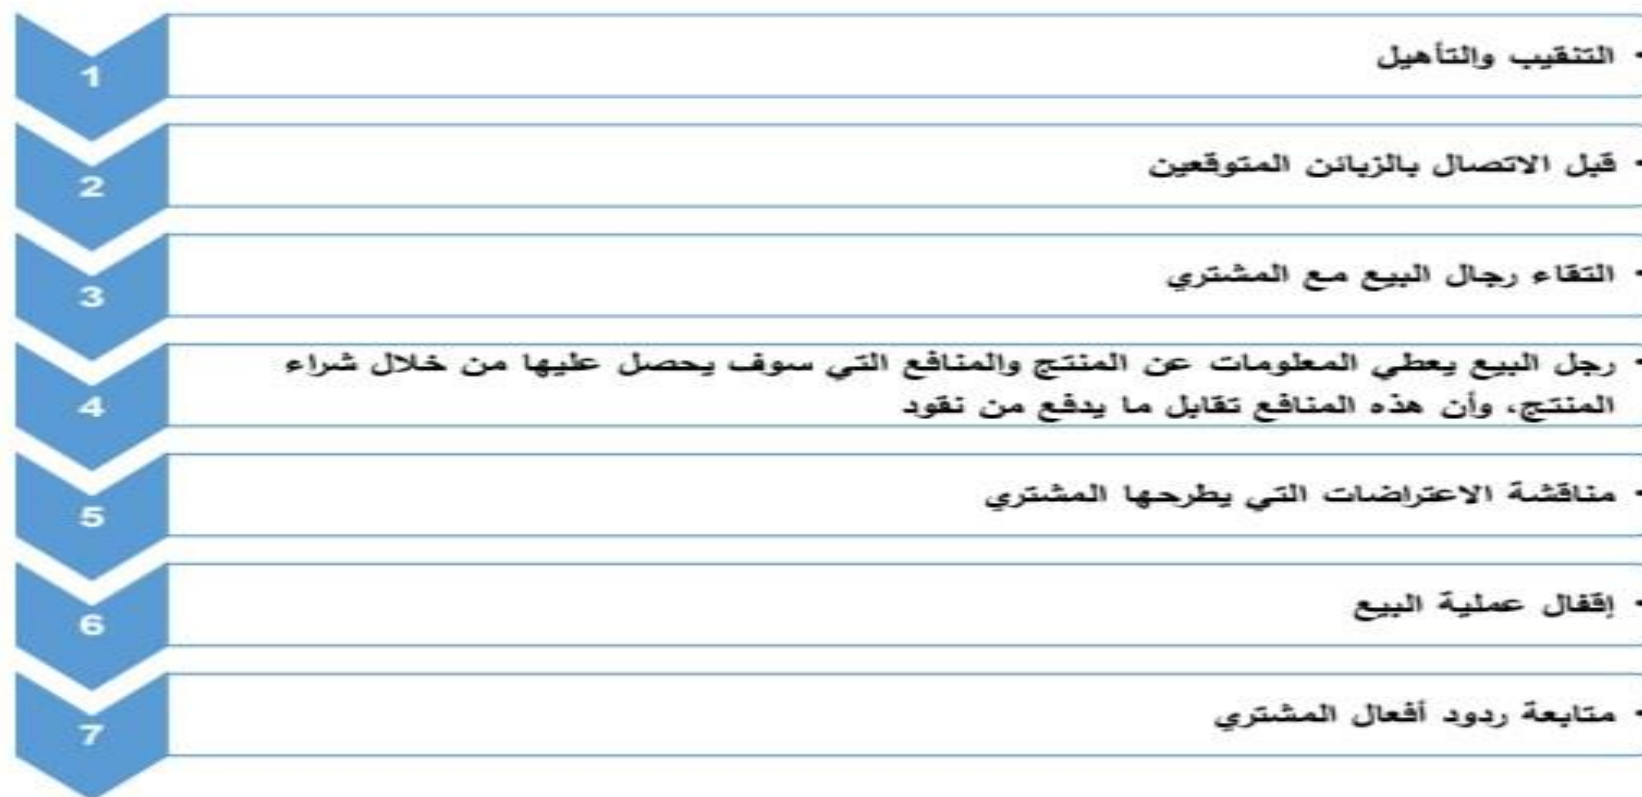 1
• التنقيب والتأهيل
2
• قبل الاتصال بالزبائن المتوقعين
3
• التقاء رجال البيع مع المشتري
4
• رجل البيع يعطي المعلومات عن المنتج والمنافع التي سوف يحصل عليها من خلال شراء
المنتج، وأن هذه المنافع تقابل ما يدفع من نقود
5
• مناقشة الاعتراضات التي يطرحها المشتري
6
• إقفال عملية البيع
7
• متابعة ردود أفعال المشتري